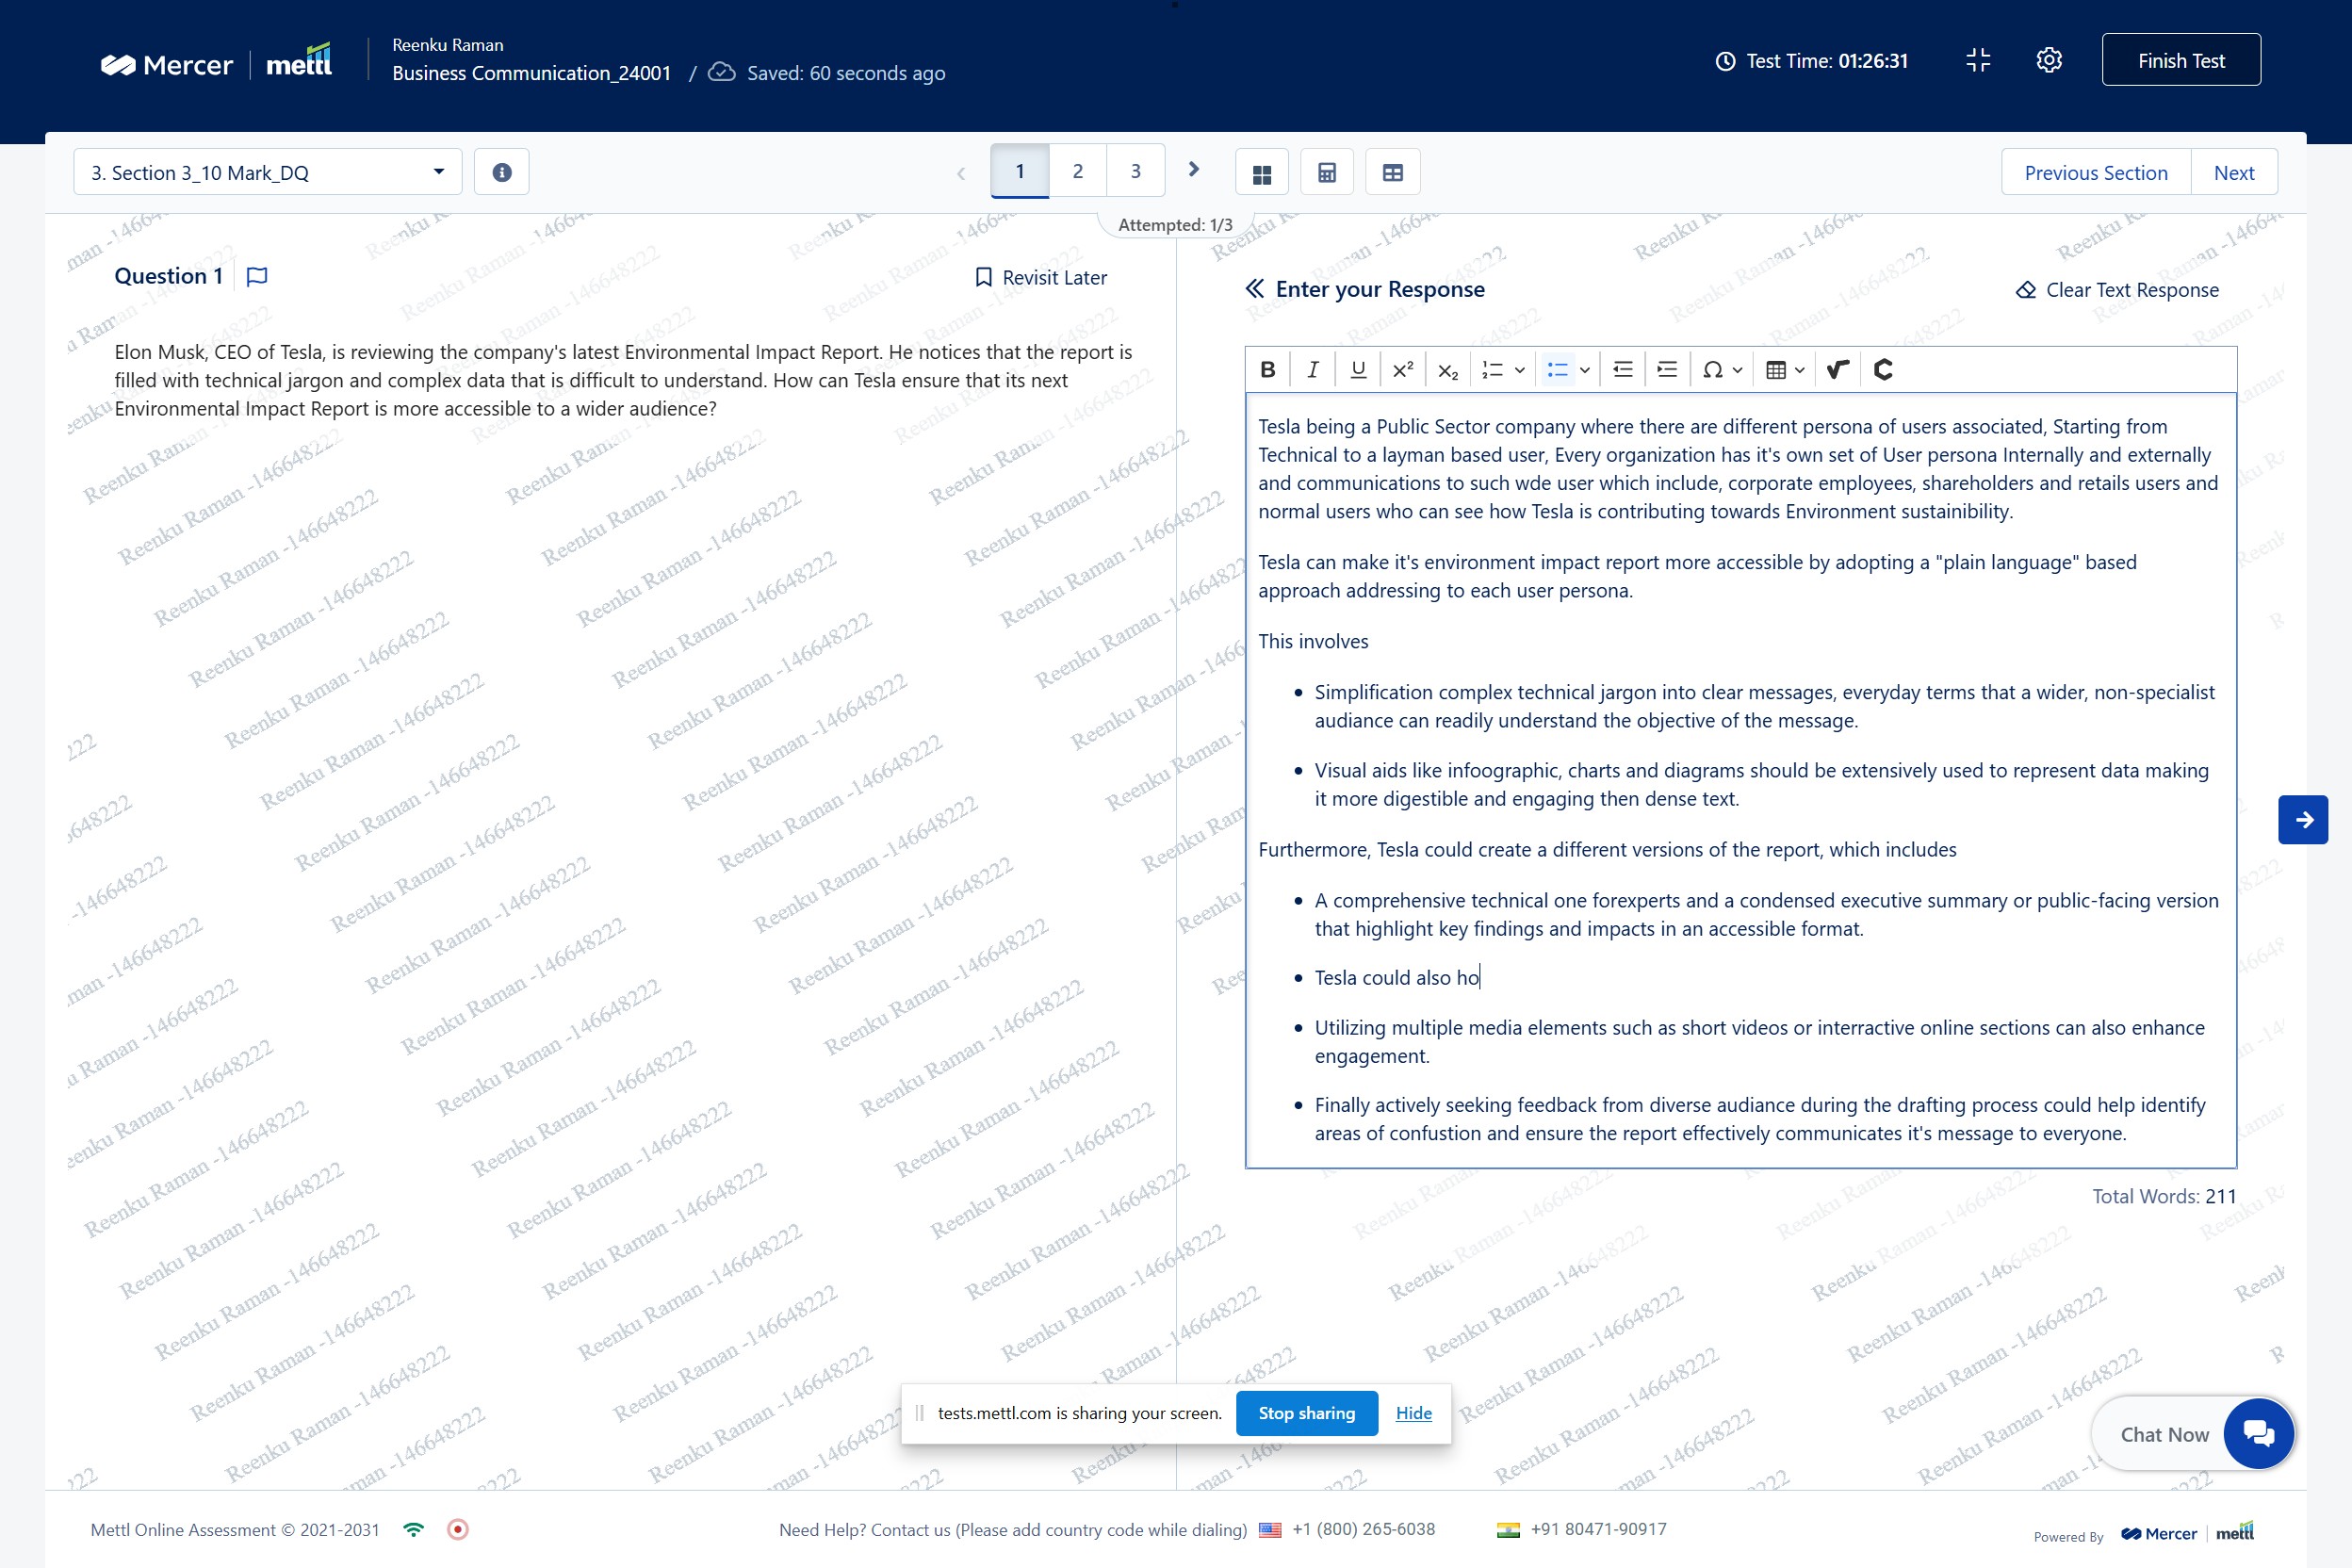 Mercer | mettl
Reenku Raman
Business Communication_24001 / Saved: 60 seconds ago
Test Time: 01:26:31
Finish Test
3. Section 3_10 Mark_DQ
1 2 3
Previous Section Next
Attempted: 1/3
Question 1
Revisit Later
Elon Musk, CEO of Tesla, is reviewing the company's latest Environmental Impact Report. He notices that the report is
filled with technical jargon and complex data that is difficult to understand. How can Tesla ensure that its next
Environmental Impact Report is more accessible to a wider audience?
Enter your Response
Clear Text Response
B I U x² x₂
Tesla being a Public Sector company where there are different persona of users associated, Starting from
Technical to a layman based user, Every organization has it's own set of User persona Internally and externally
and communications to such wde user which include, corporate employees, shareholders and retails users and
normal users who can see how Tesla is contributing towards Environment sustainibility.
Tesla can make it's environment impact report more accessible by adopting a "plain language" based
approach addressing to each user persona.
This involves
• Simplification complex technical jargon into clear messages, everyday terms that a wider, non-specialist
audiance can readily understand the objective of the message.
• Visual aids like infoographic, charts and diagrams should be extensively used to represent data making
it more digestible and engaging then dense text.
Furthermore, Tesla could create a different versions of the report, which includes
• A comprehensive technical one forexperts and a condensed executive summary or public-facing version
that highlight key findings and impacts in an accessible format.
• Tesla could also ho
• Utilizing multiple media elements such as short videos or interractive online sections can also enhance
engagement.
• Finally actively seeking feedback from diverse audiance during the drafting process could help identify
areas of confustion and ensure the report effectively communicates it's message to everyone.
Total Words: 211
Reenku Raman -146648222
tests.mettl.com is sharing your screen. Stop sharing Hide
Chat Now
Mettl Online Assessment © 2021-2031
Need Help? Contact us (Please add country code while dialing) +1 (800) 265-6038 +91 80471-90917
Powered By Mercer | mettl